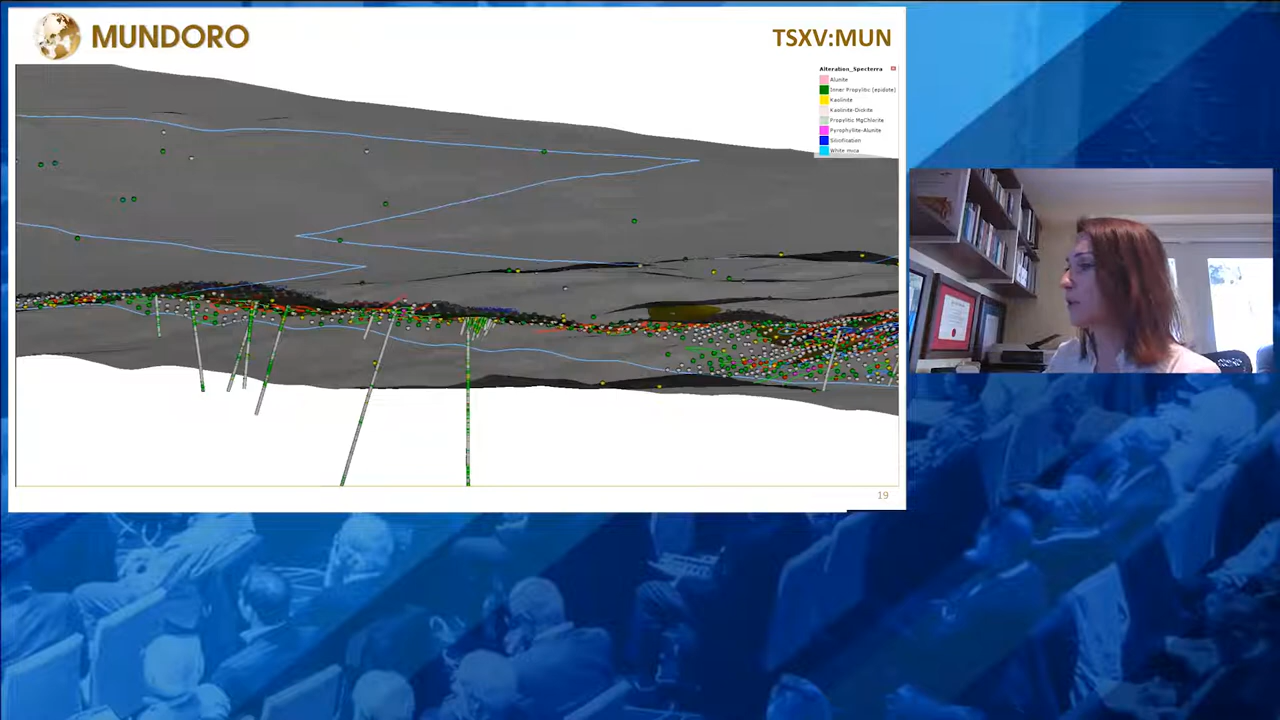 MUNDORO
TSXV:MUN
Alteration_Specterra
Alunite
Inner Propylitic (epidote)
Kaolinite
Kaolinite-Dickite
Propylitic MgChlorite
Pyrophyllite-Alunite
Silicification
White mica
19